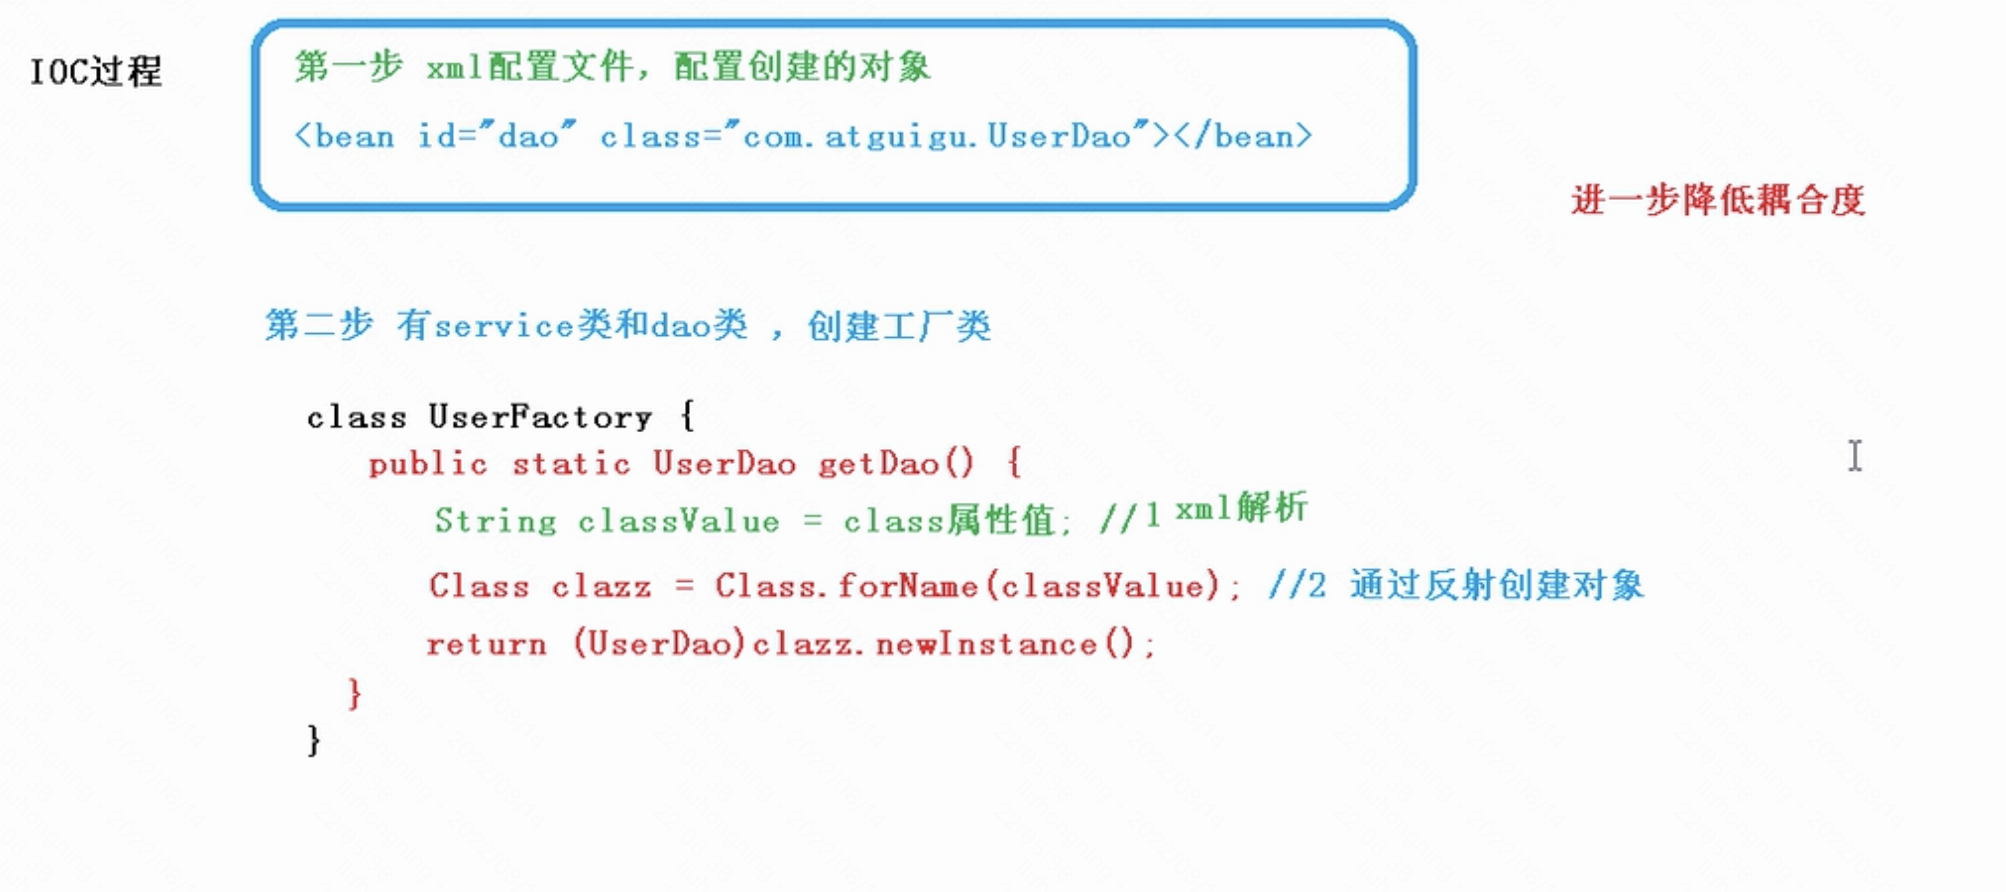 IOC过程
第一步 xml配置文件，配置创建的对象
<bean id="dao" class="com.atguigu.UserDao"></bean>
进一步降低耦合度
第二步 有service类和dao类 ，创建工厂类
class UserFactory {
public static UserDao getDao() {
String classValue = class属性值; //1 xml解析
Class clazz = Class.forName(classValue); //2 通过反射创建对象
return (UserDao)clazz.newInstance();
}
}